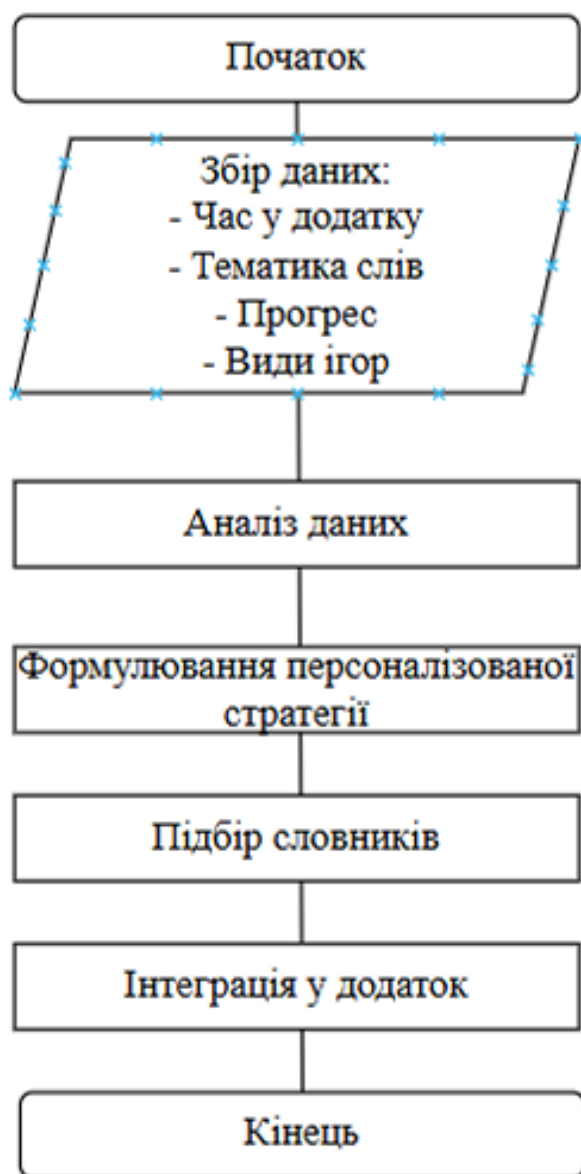 Початок
Збір даних:
- Час у додатку
- Тематика слів
- Прогрес
- Види ігор
Аналіз даних
Формулювання персоналізованої
стратегії
Підбір словників
Інтеграція у додаток
Кінець